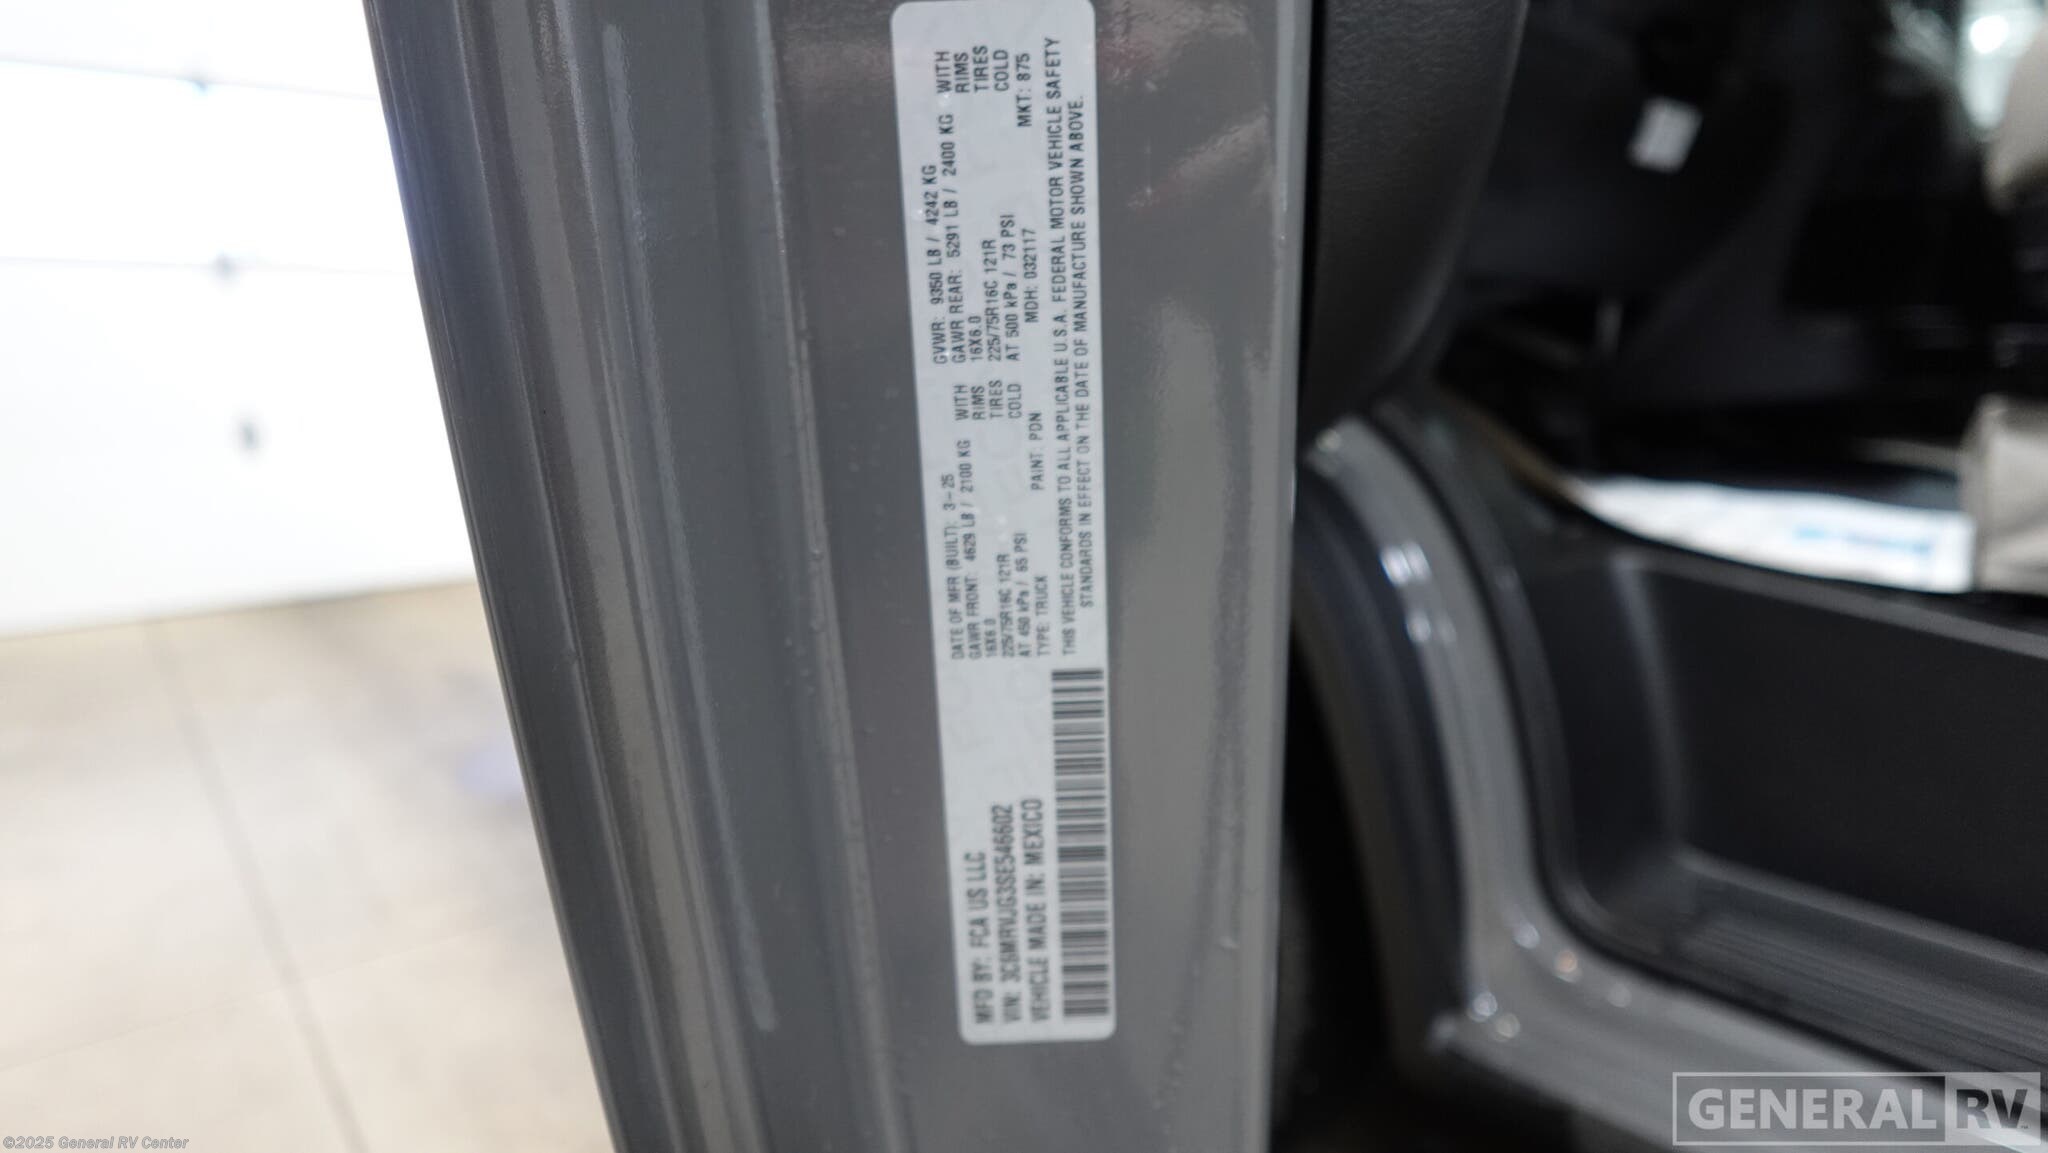 MFD BY: FCA US LLC
VIN: 3C6MRVJG3SE546602
VEHICLE MADE IN: MEXICO
DATE OF MFR (BUILT): 3-25
GVWR: 9350 LB / 4242 KG
GAWR FRONT: 4629 LB / 2100 KG WITH
16X6.0 RIMS
225/75R16C 121R TIRES
AT 450 kPa / 65 PSI COLD
GAWR REAR: 5291 LB / 2400 KG WITH
16X6.0 RIMS
225/75R16C 121R TIRES
AT 500 kPa / 73 PSI COLD
TYPE: TRUCK PAINT: PDN MDH: 032117 MKT: 875
THIS VEHICLE CONFORMS TO ALL APPLICABLE U.S.A. FEDERAL MOTOR VEHICLE SAFETY
STANDARDS IN EFFECT ON THE DATE OF MANUFACTURE SHOWN ABOVE.
GENERAL RV
©2025 General RV Center